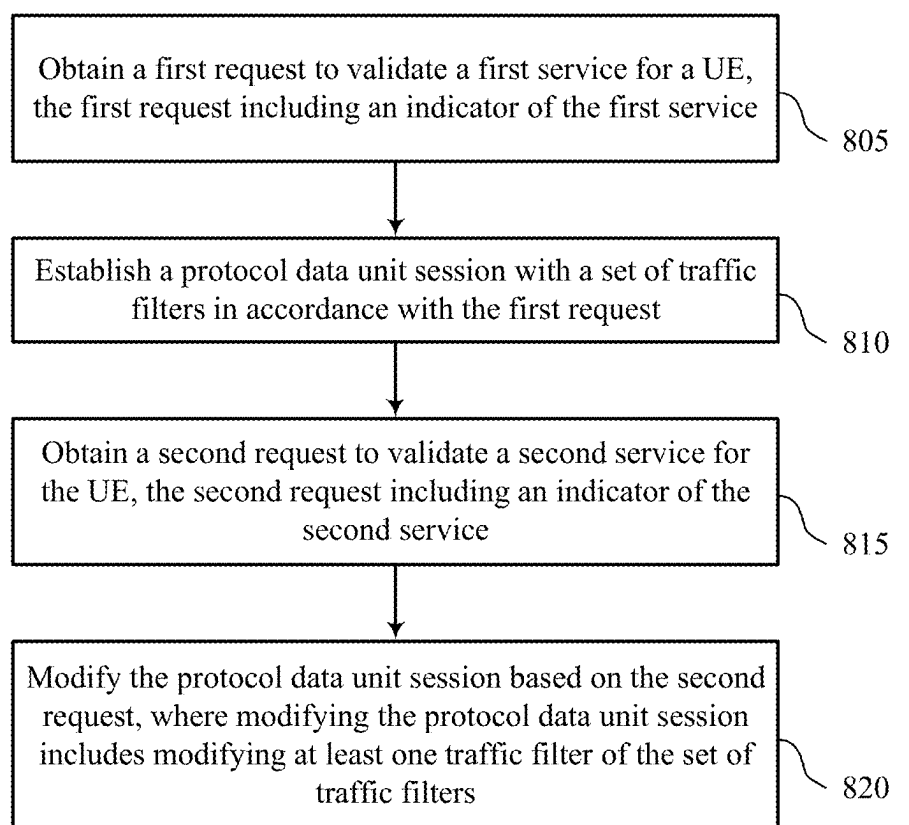 Obtain a first request to validate a first service for a UE,
the first request including an indicator of the first service
805
Establish a protocol data unit session with a set of traffic
filters in accordance with the first request
810
Obtain a second request to validate a second service for
the UE, the second request including an indicator of the
second service
815
Modify the protocol data unit session based on the second
request, where modifying the protocol data unit session
includes modifying at least one traffic filter of the set of
traffic filters
820